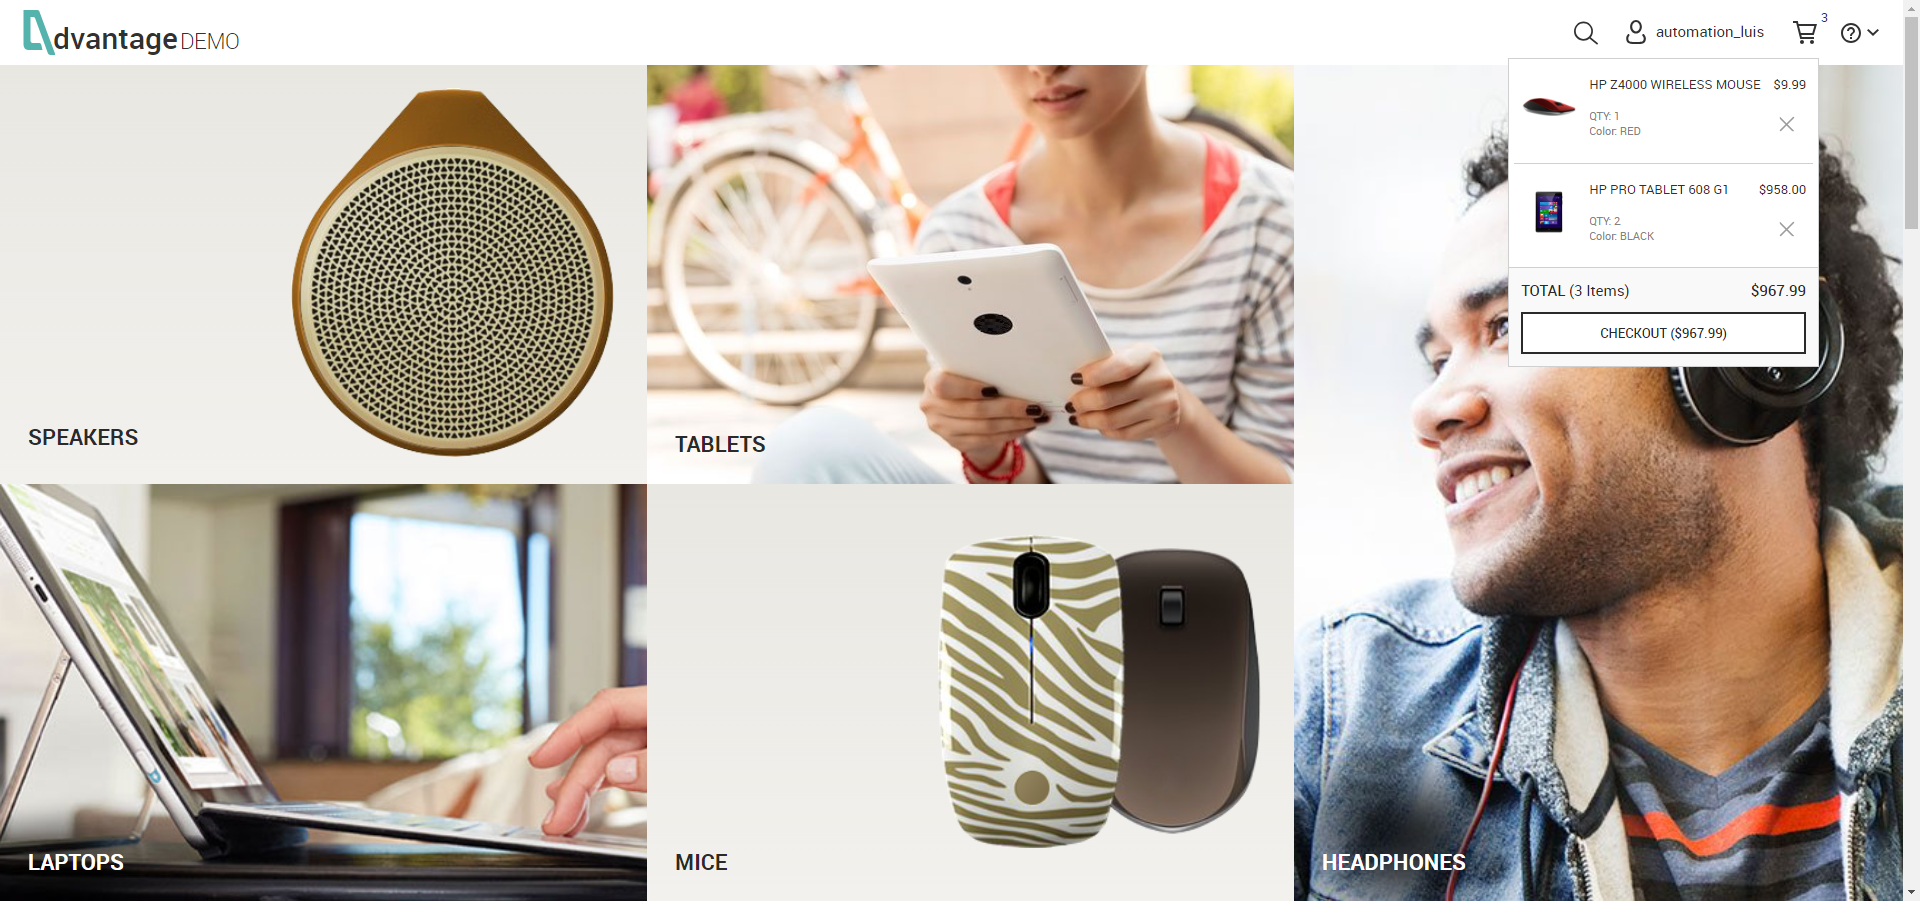 dvantage DEMO
automation_luis
3
HP Z4000 WIRELESS MOUSE $9.99
QTY: 1
Color: RED
HP PRO TABLET 608 G1 $958.00
QTY: 2
Color: BLACK
TOTAL (3 Items) $967.99
CHECKOUT ($967.99)
SPEAKERS
TABLETS
LAPTOPS
MICE
HEADPHONES